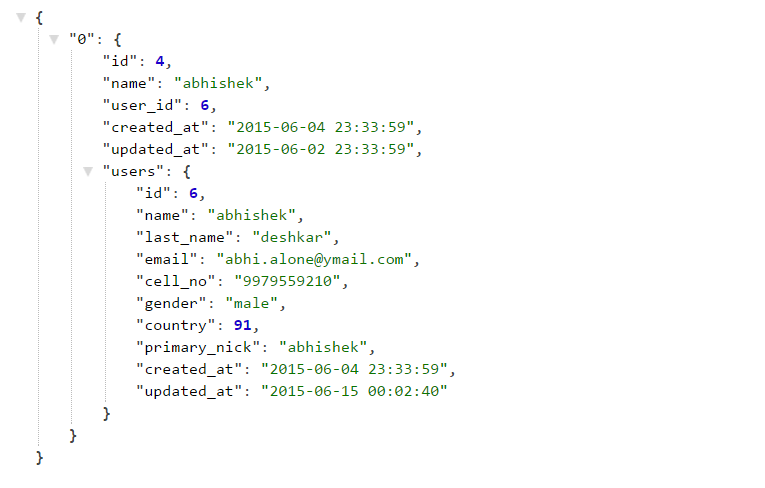 {
"0": {
"id": 4,
"name": "abhishek",
"user_id": 6,
"created_at": "2015-06-04 23:33:59",
"updated_at": "2015-06-02 23:33:59",
"users": {
"id": 6,
"name": "abhishek",
"last_name": "deshkar",
"email": "abhi.alone@ymail.com",
"cell_no": "9979559210",
"gender": "male",
"country": 91,
"primary_nick": "abhishek",
"created_at": "2015-06-04 23:33:59",
"updated_at": "2015-06-15 00:02:40"
}
}
}